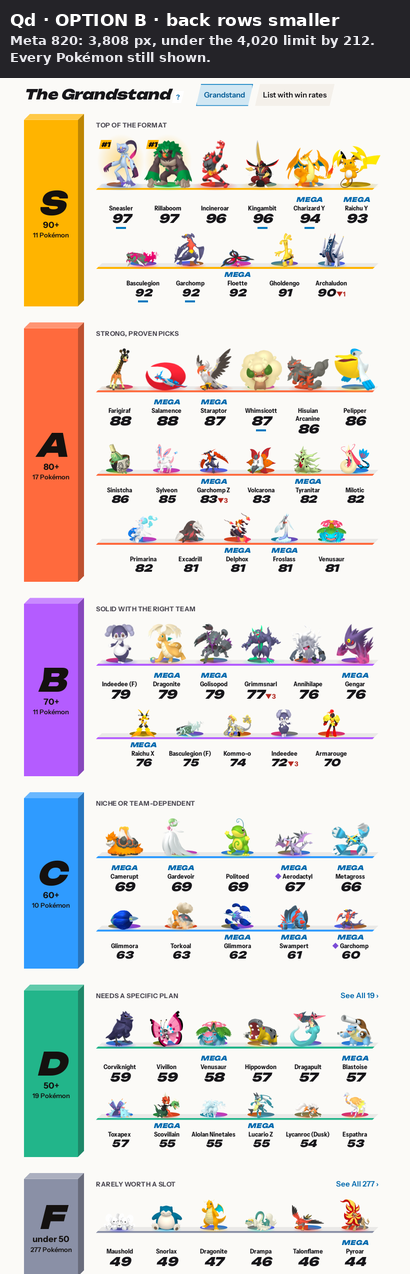 Qd · OPTION B · back rows smaller
Meta 820: 3,808 px, under the 4,020 limit by 212.
Every Pokémon still shown.
The Grandstand ?
Grandstand
List with win rates
S
90+
11 Pokémon
TOP OF THE FORMAT
#1 #1
MEGA MEGA
Sneasler Rillaboom Incineroar Kingambit Charizard Y Raichu Y
97 97 96 96 94 93
MEGA
Basculegion Garchomp Floette Gholdengo Archaludon
92 92 92 91 90▼1
A
80+
17 Pokémon
STRONG, PROVEN PICKS
MEGA MEGA
Farigiraf Salamence Staraptor Whimsicott Hisuian Arcanine Pelipper
88 88 87 87 86 86
MEGA MEGA
Sinistcha Sylveon Garchomp Z Volcarona Tyranitar Milotic
86 85 83▼3 83 82 82
MEGA MEGA
Primarina Excadrill Delphox Froslass Venusaur
82 81 81 81 81
B
70+
11 Pokémon
SOLID WITH THE RIGHT TEAM
MEGA MEGA MEGA
Indeedee (F) Dragonite Golisopod Grimmsnarl Annihilape Gengar
79 79 79 77▼3 76 76
MEGA
Raichu X Basculegion (F) Kommo-o Indeedee Armarouge
76 75 74 72▼3 70
C
60+
10 Pokémon
NICHE OR TEAM-DEPENDENT
MEGA MEGA MEGA MEGA
Camerupt Gardevoir Politoed ◆Aerodactyl Metagross
69 69 69 67 66
MEGA MEGA MEGA
Glimmora Torkoal Glimmora Swampert ◆Garchomp
63 63 62 61 60
D
50+
19 Pokémon
NEEDS A SPECIFIC PLAN
See All 19 ›
MEGA MEGA
Corviknight Vivillon Venusaur Hippowdon Dragapult Blastoise
59 59 58 57 57 57
MEGA MEGA
Toxapex Scovillain Alolan Ninetales Lucario Z Lycanroc (Dusk) Espathra
57 55 55 55 54 53
F
under 50
277 Pokémon
RARELY WORTH A SLOT
See All 277 ›
MEGA
Maushold Snorlax Dragonite Drampa Talonflame Pyroar
49 49 47 46 46 44